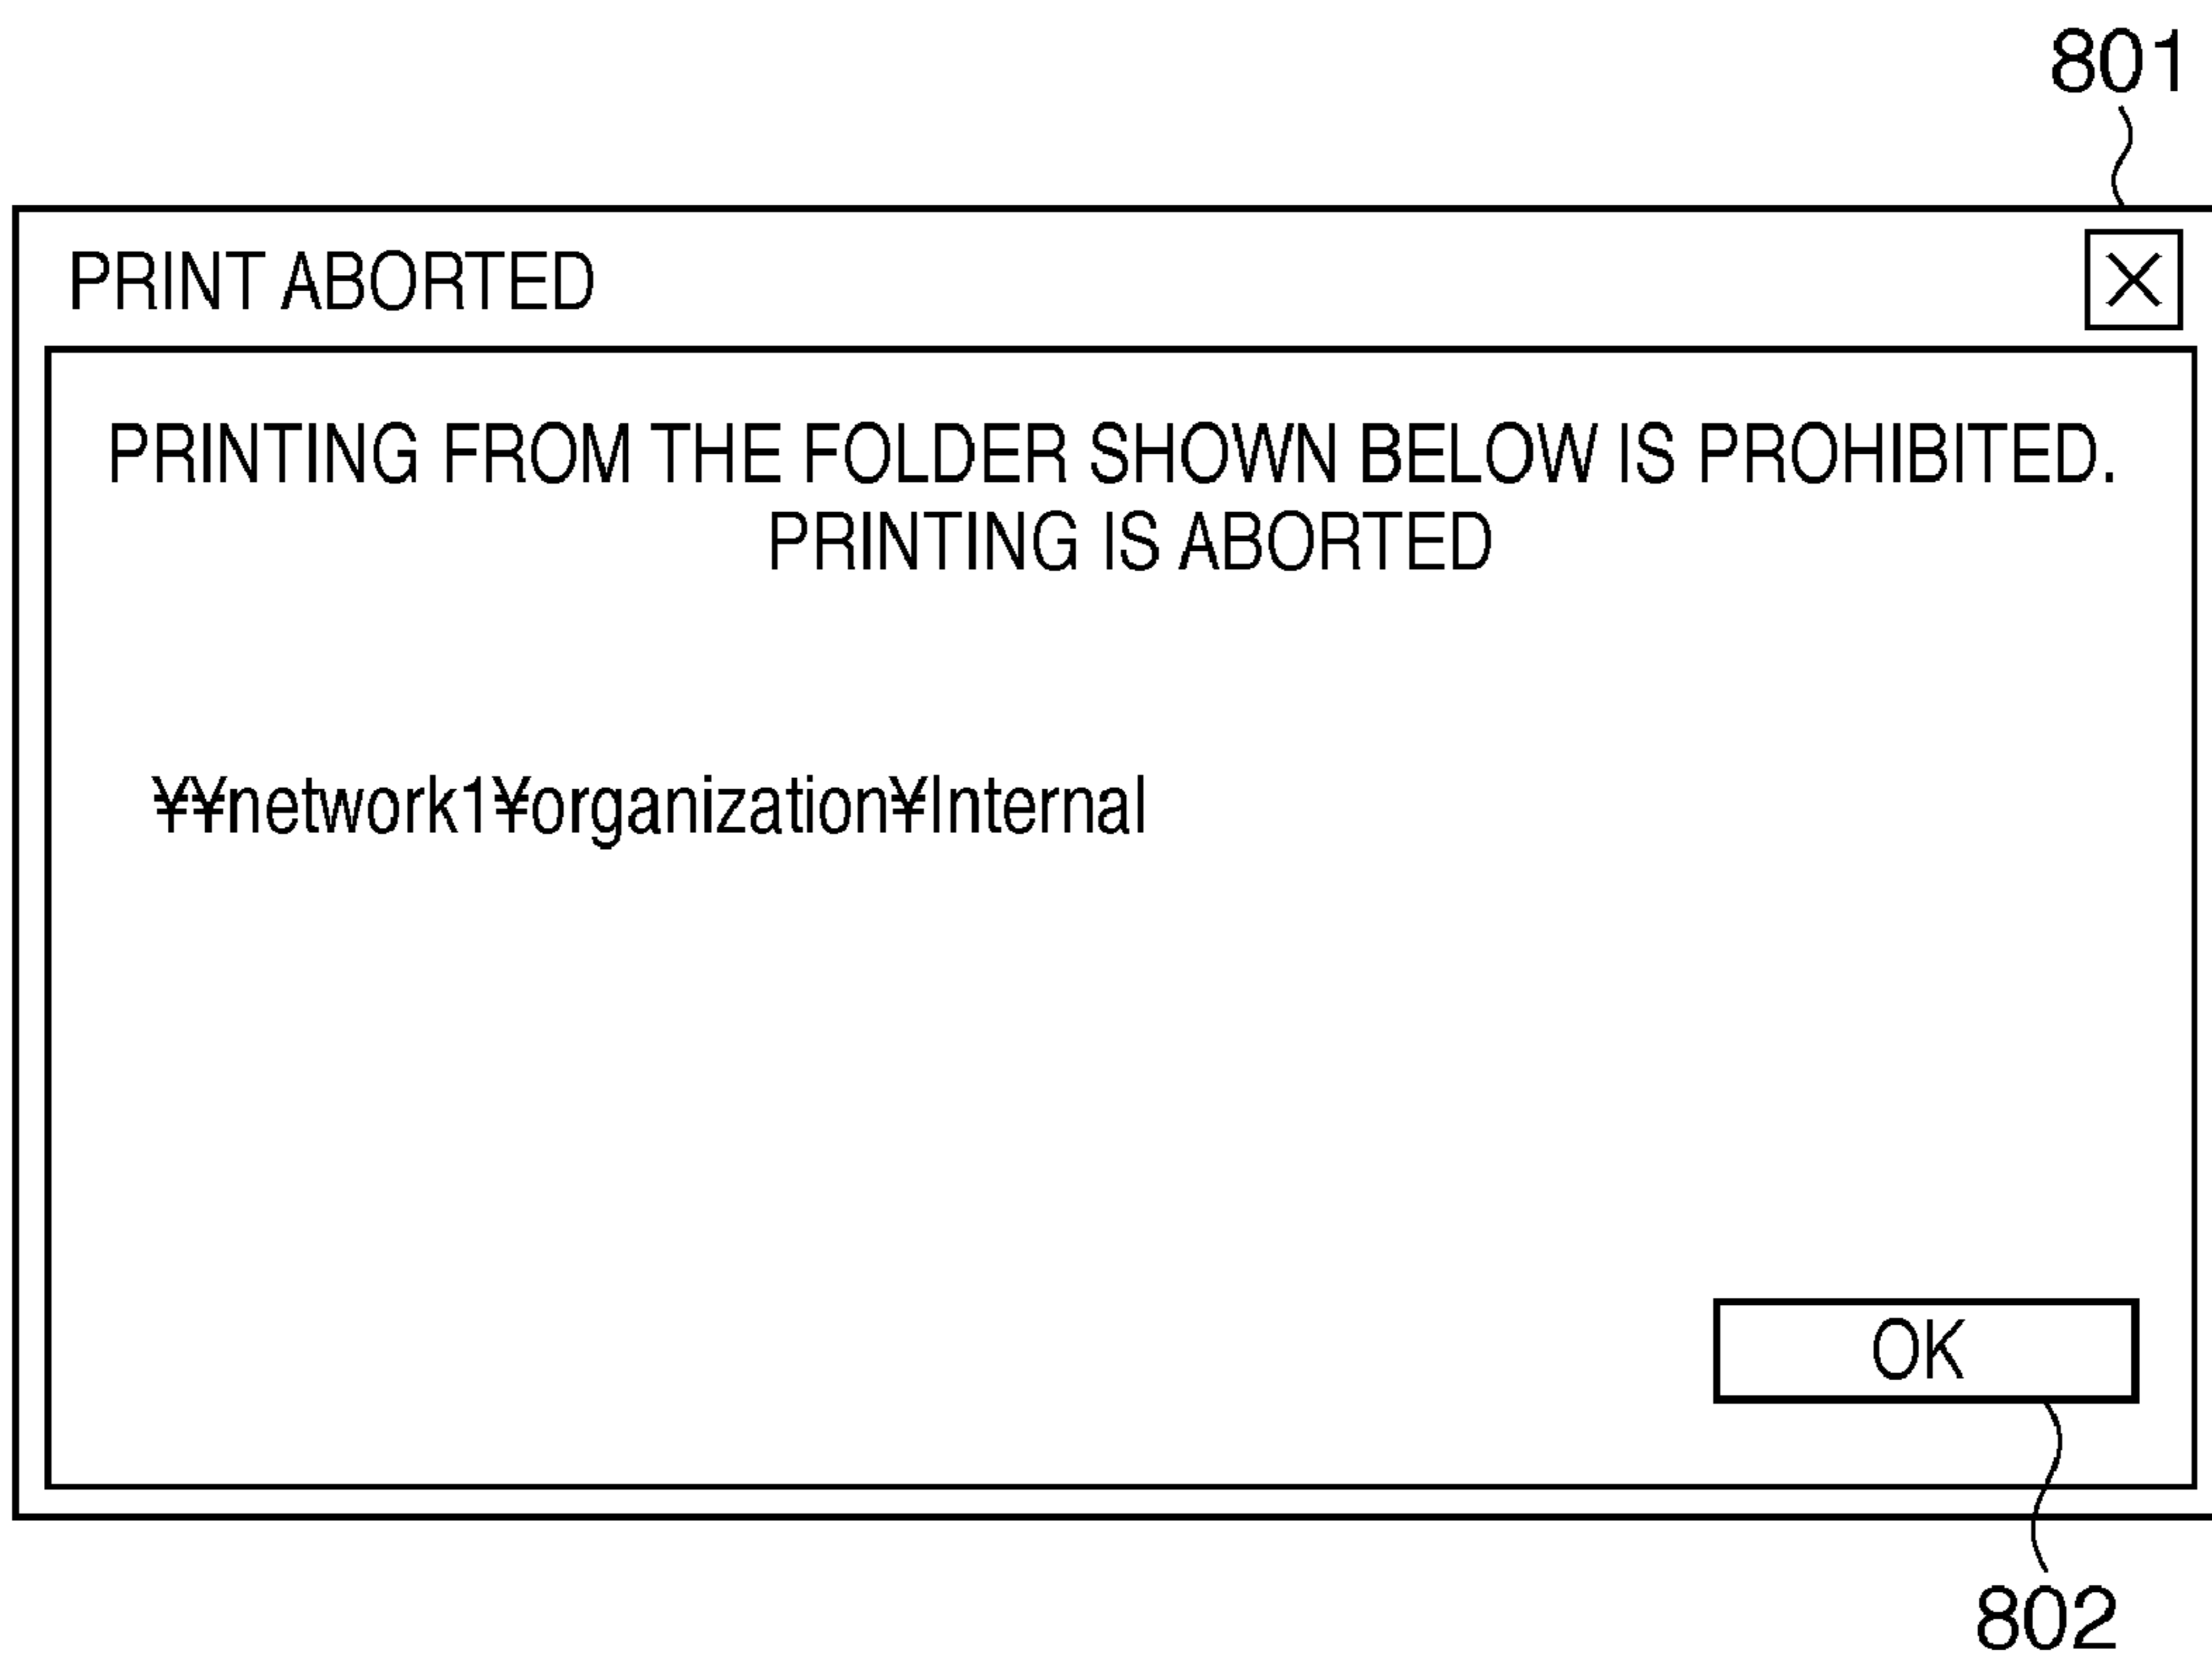 801
PRINT ABORTED
PRINTING FROM THE FOLDER SHOWN BELOW IS PROHIBITED.
PRINTING IS ABORTED
¥¥network1¥organization¥Internal
OK
802